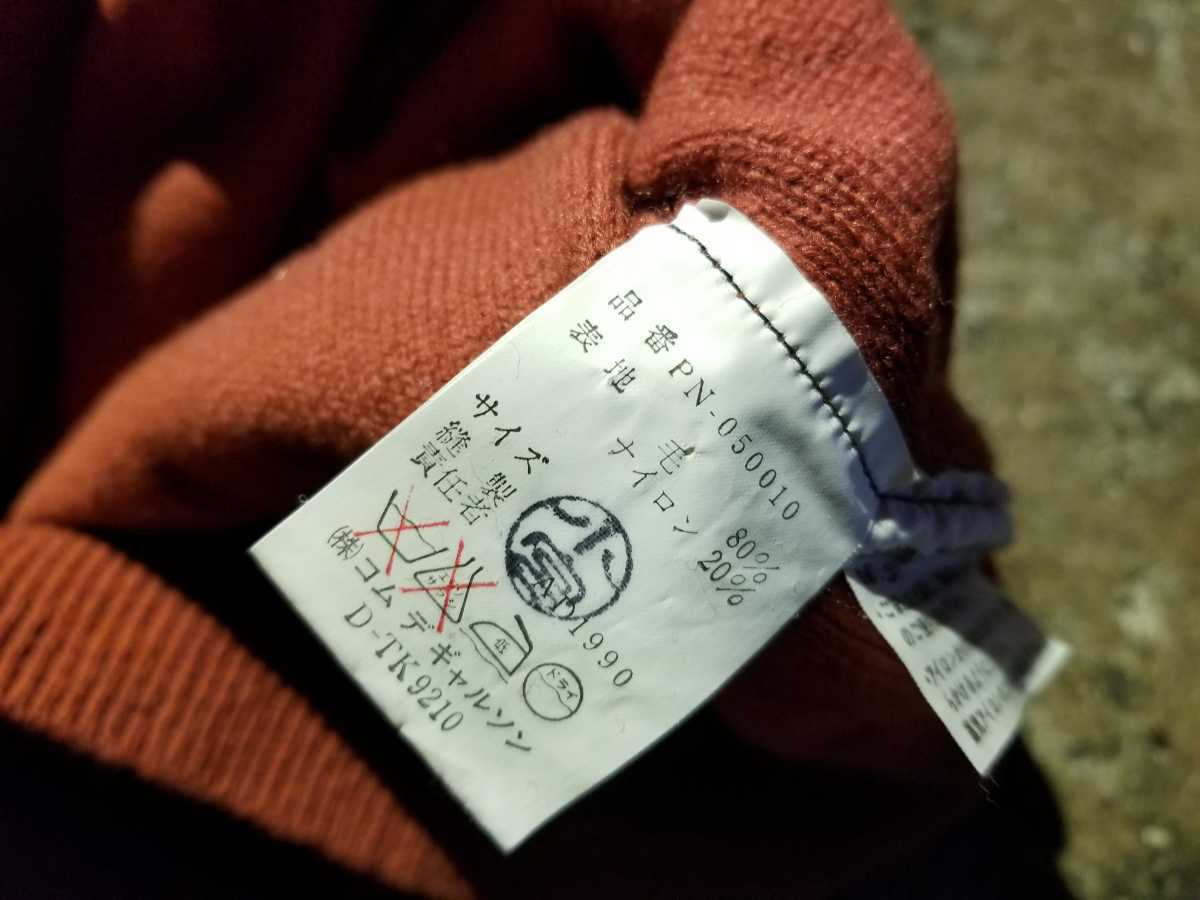 品番 PN-050010
表地 毛 80%
ナイロン 20%
サイズ
縫製
責任者
AD1990
低
ドライ
(株)コムデギャルソン
D-TK9210